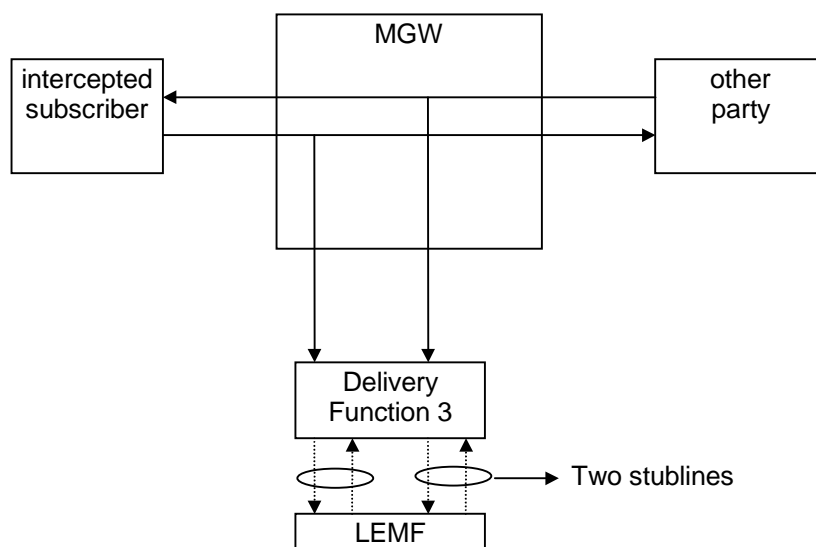 MGW
intercepted
subscriber
other
party
Delivery
Function 3
Two stublines
LEMF